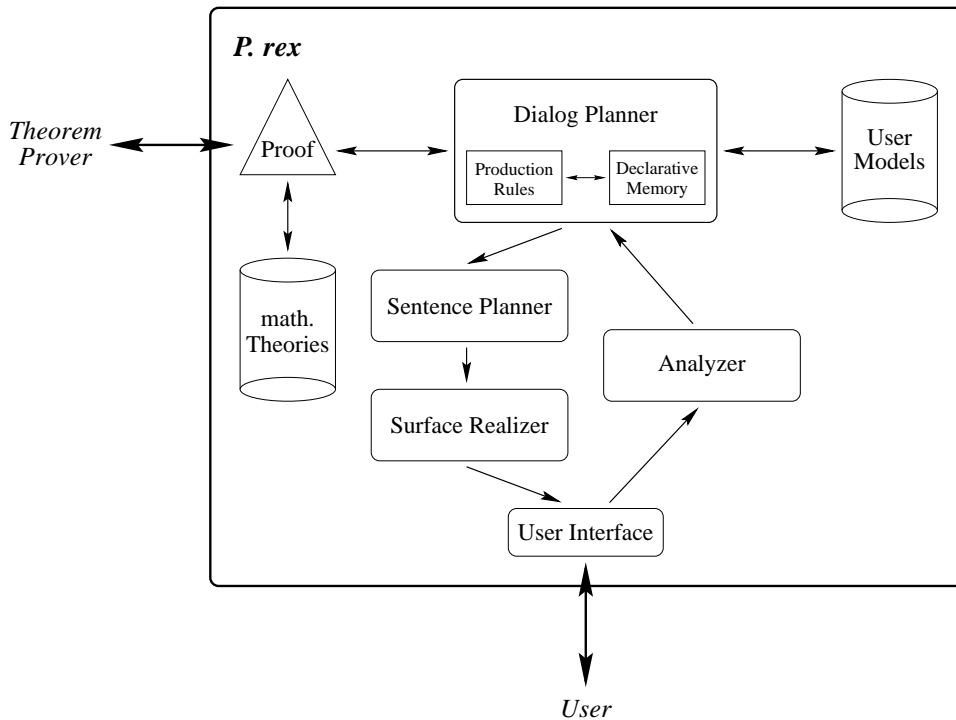 P. rex
Theorem
Prover
Proof
Dialog Planner
Production
Rules
Declarative
Memory
User
Models
math.
Theories
Sentence Planner
Analyzer
Surface Realizer
User Interface
User